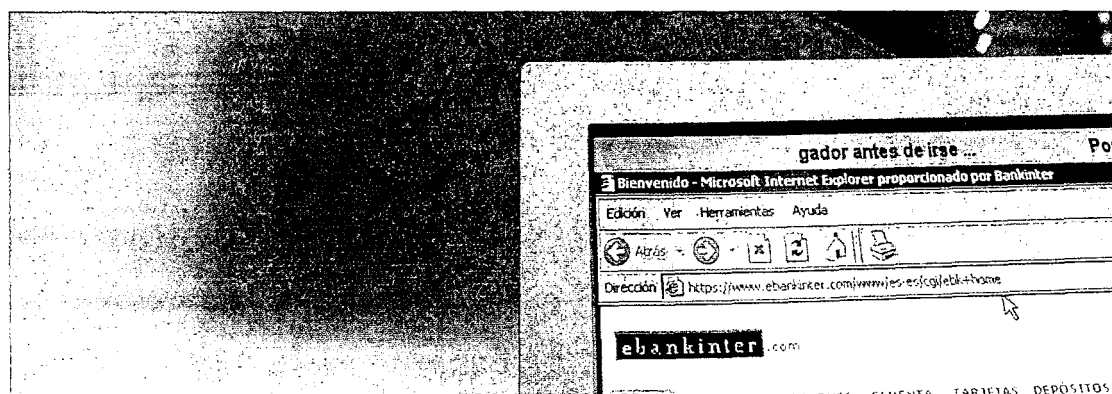 gador antes de irse ... Po
Bienvenido - Microsoft Internet Explorer proporcionado por Bankinter
Edición Ver Herramientas Ayuda
Atrás
Dirección https://www.ebankinter.com/www/es-es/cgi/ebk+home
ebankinter.com
TARJETAS DEPÓSITOS